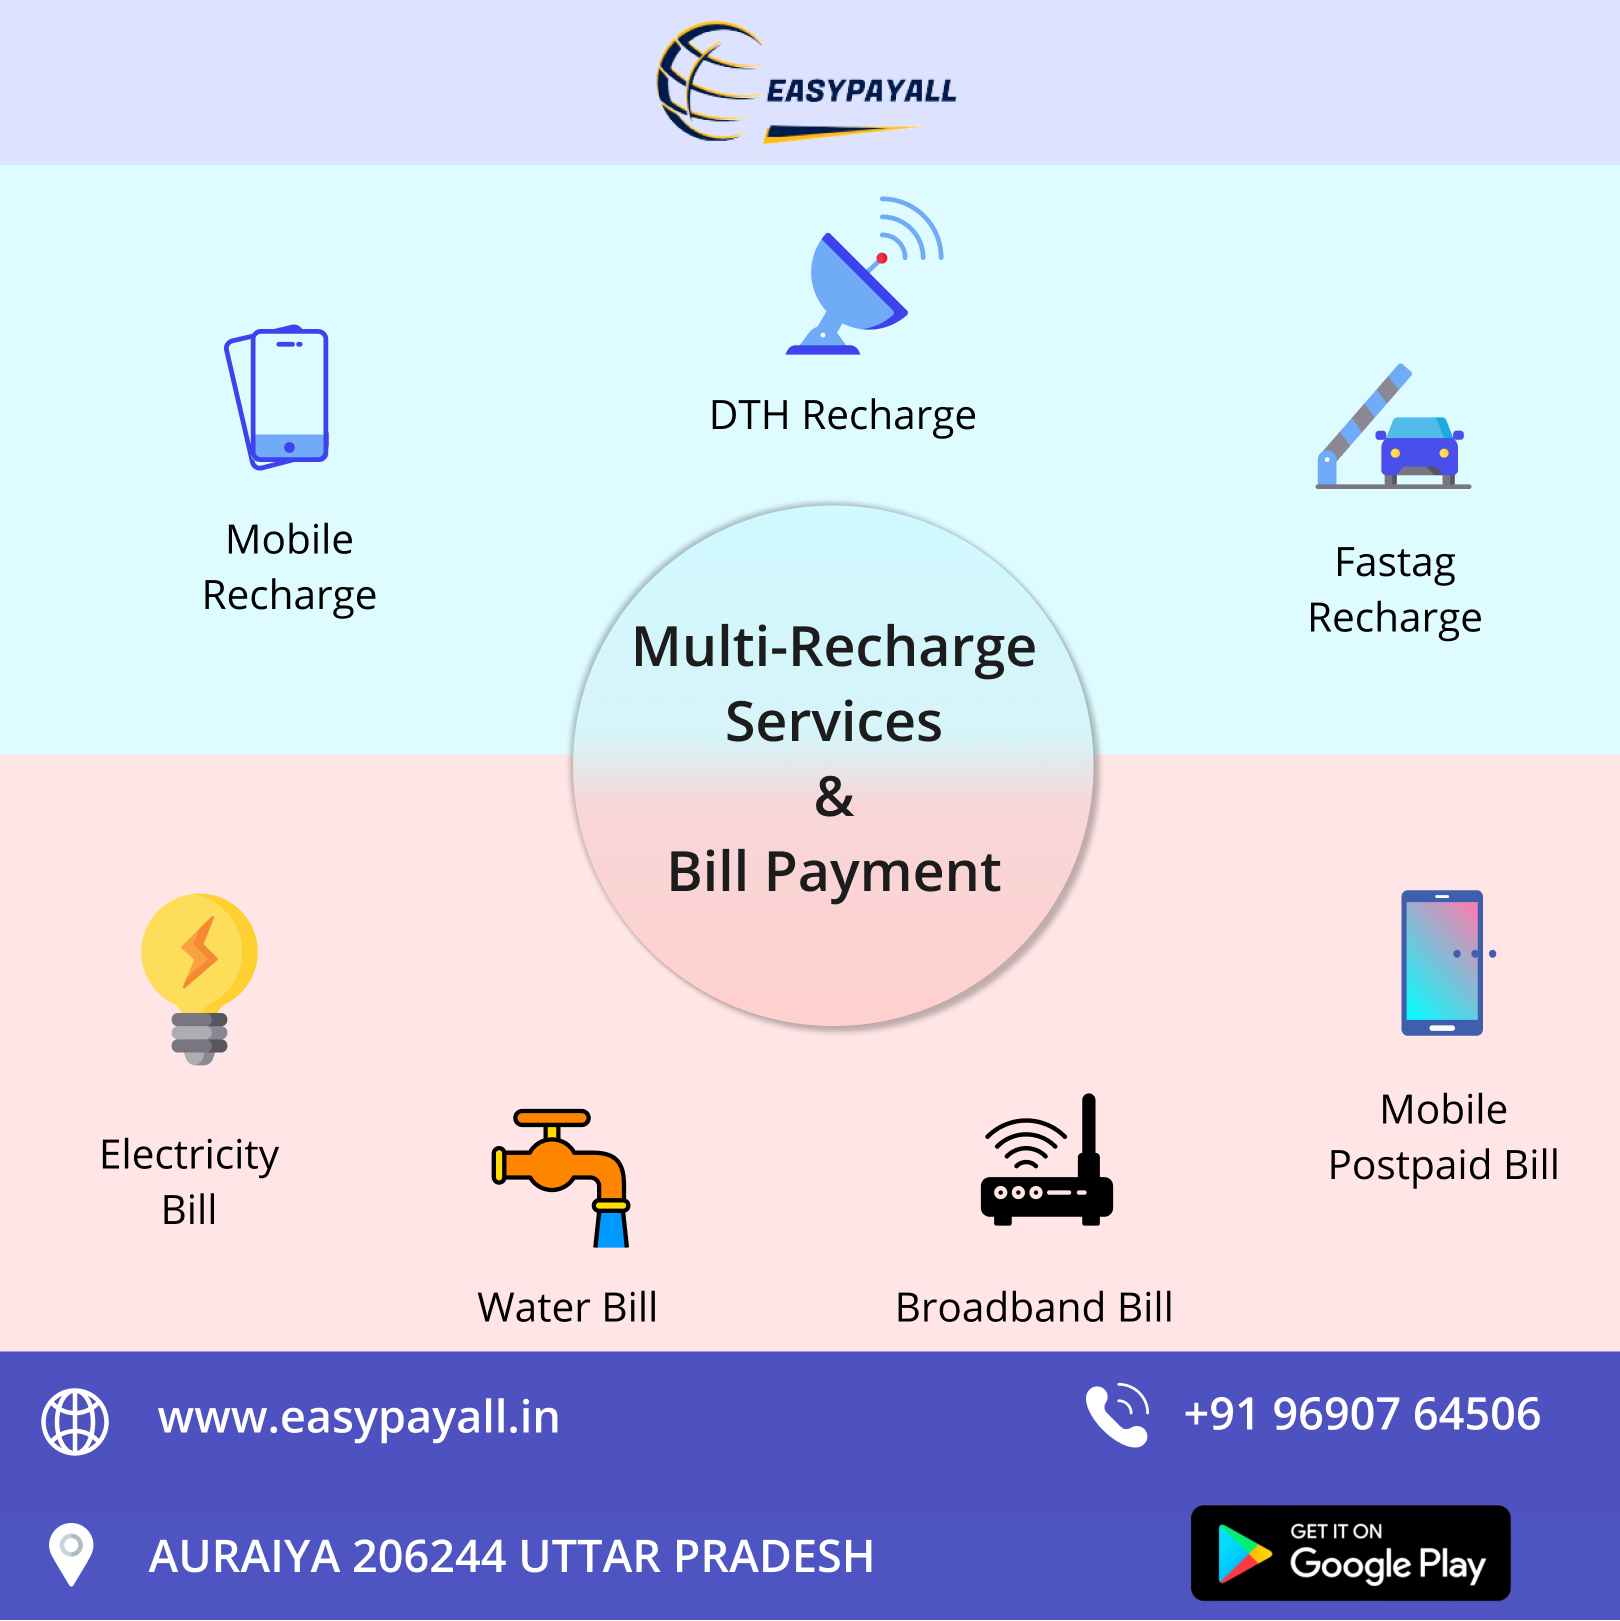 EASYPAYALL
DTH Recharge
Mobile
Recharge
Fastag
Recharge
Multi-Recharge
Services
&
Bill Payment
Electricity
Bill
Water Bill
Broadband Bill
Mobile
Postpaid Bill
www.easypayall.in
+91 96907 64506
AURAIYA 206244 UTTAR PRADESH
GET IT ON
Google Play